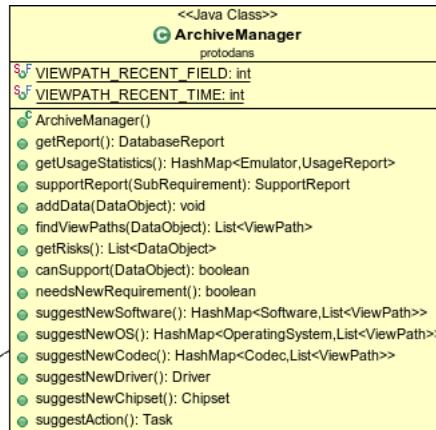 <<Java Class>>
C ArchiveManager
protodans
S F VIEWPATH_RECENT_FIELD: int
S F VIEWPATH_RECENT_TIME: int
C ArchiveManager()
getReport(): DatabaseReport
getUsageStatistics(): HashMap<Emulator,UsageReport>
supportReport(SubRequirement): SupportReport
addData(DataObject): void
findViewPaths(DataObject): List<ViewPath>
getRisks(): List<DataObject>
canSupport(DataObject): boolean
needsNewRequirement(): boolean
suggestNewSoftware(): HashMap<Software,List<ViewPath>>
suggestNewOS(): HashMap<OperatingSystem,List<ViewPath>>
suggestNewCodec(): HashMap<Codec,List<ViewPath>>
suggestNewDriver(): Driver
suggestNewChipset(): Chipset
suggestAction(): Task